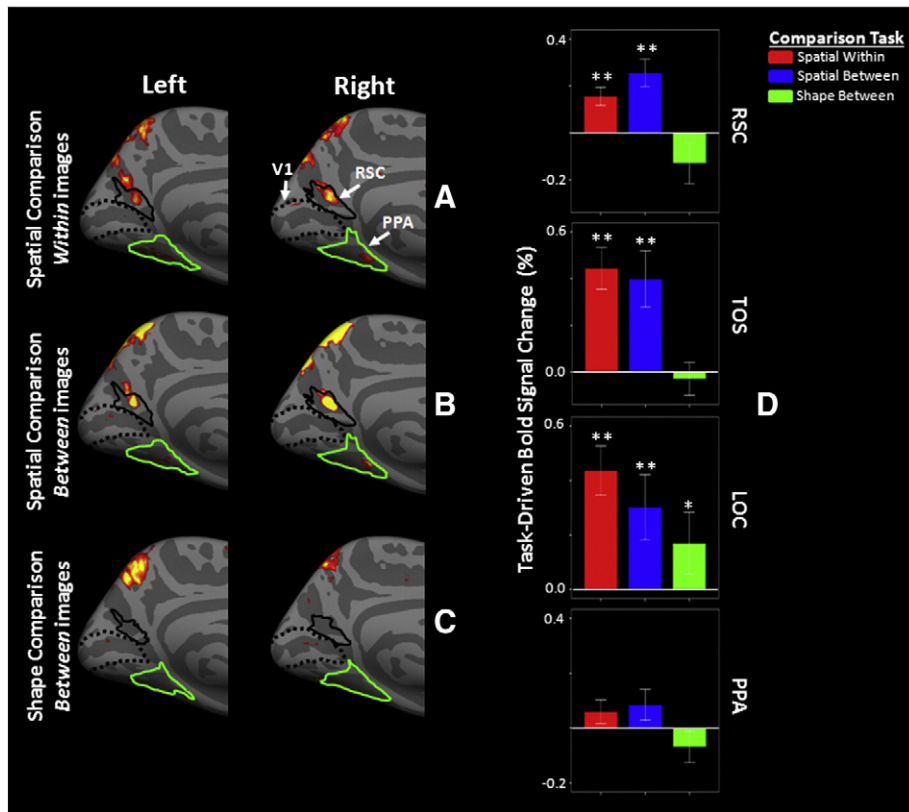 Left
Right
Spatial Comparison
Within images
V1
RSC
PPA
A
Spatial Comparison
Between images
B
Shape Comparison
Between images
C
Task-Driven Bold Signal Change (%)
0.4
**
**
-0.2
RSC
0.6
**
**
0.0
TOS
0.6
**
**
*
0.0
LOC
0.4
-0.2
PPA
D
Comparison Task
Spatial Within
Spatial Between
Shape Between